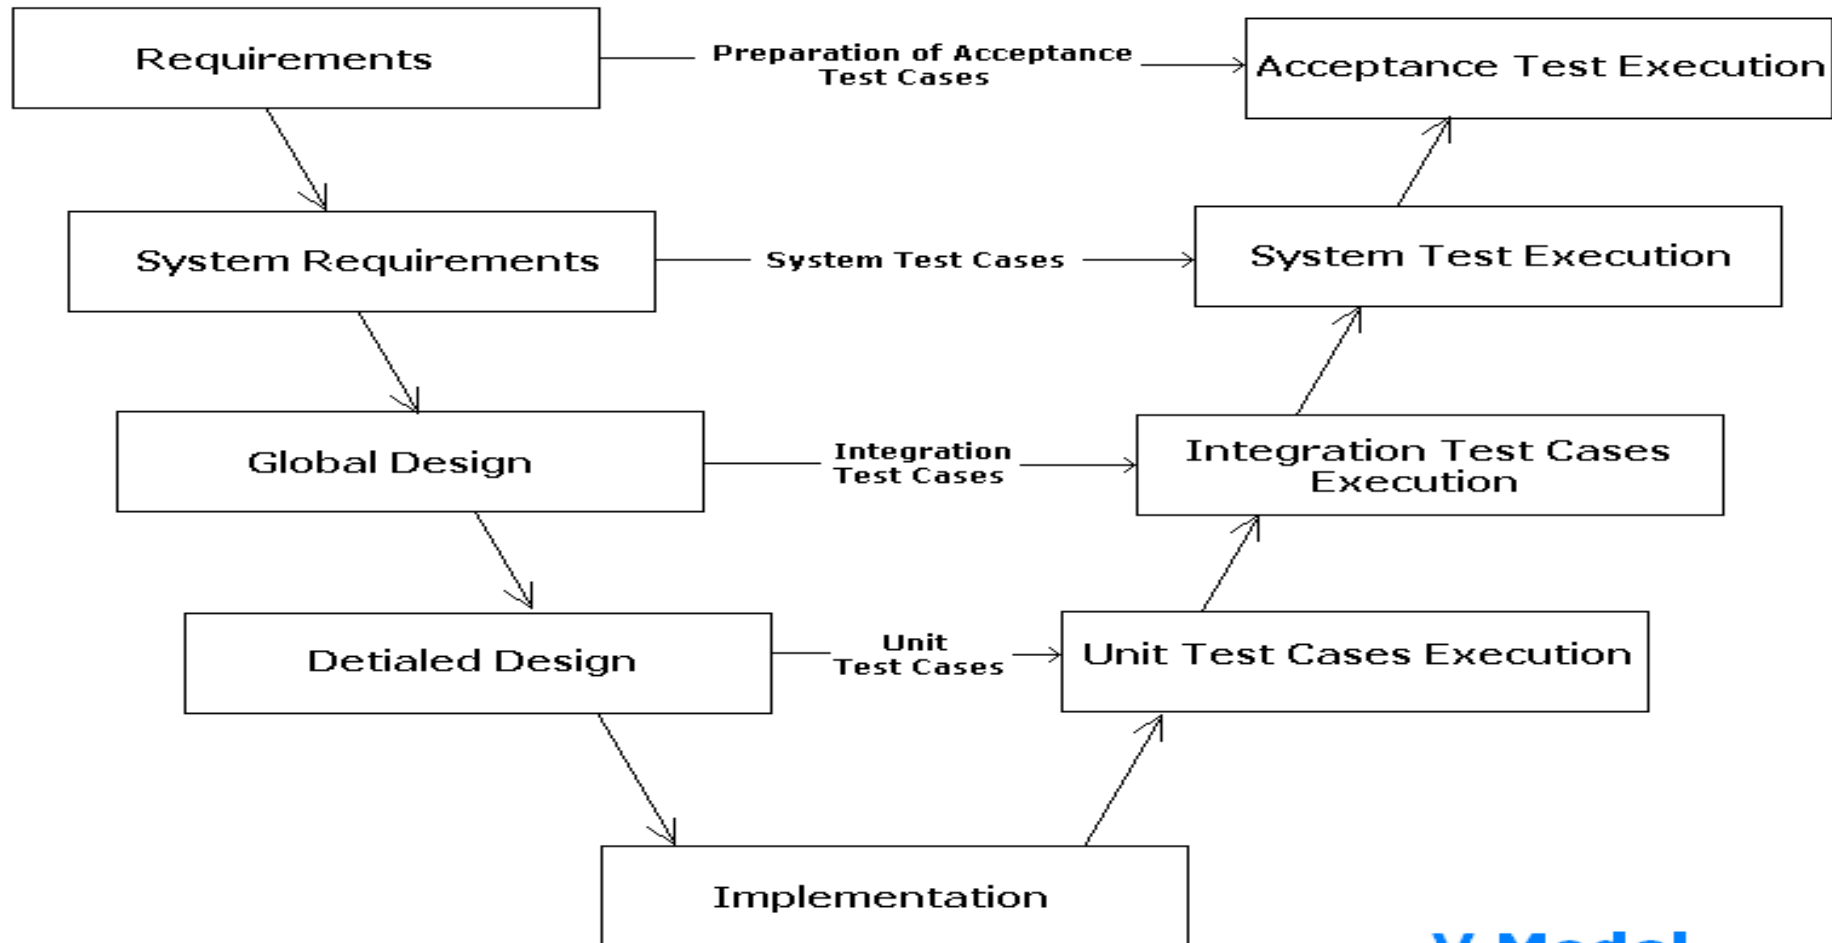 Requirements
Preparation of Acceptance
Test Cases
Acceptance Test Execution
System Requirements
System Test Cases
System Test Execution
Global Design
Integration
Test Cases
Integration Test Cases
Execution
Detialed Design
Unit
Test Cases
Unit Test Cases Execution
Implementation
V Model